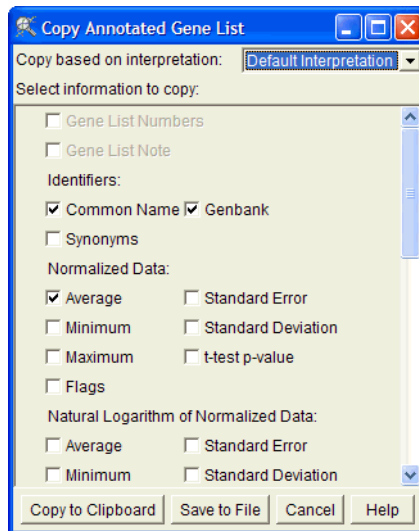 Copy Annotated Gene List
Copy based on interpretation: Default Interpretation
Select information to copy:
Gene List Numbers
Gene List Note
Identifiers:
Common Name Genbank
Synonyms
Normalized Data:
Average Standard Error
Minimum Standard Deviation
Maximum t-test p-value
Flags
Natural Logarithm of Normalized Data:
Average Standard Error
Minimum Standard Deviation
Copy to Clipboard Save to File Cancel Help